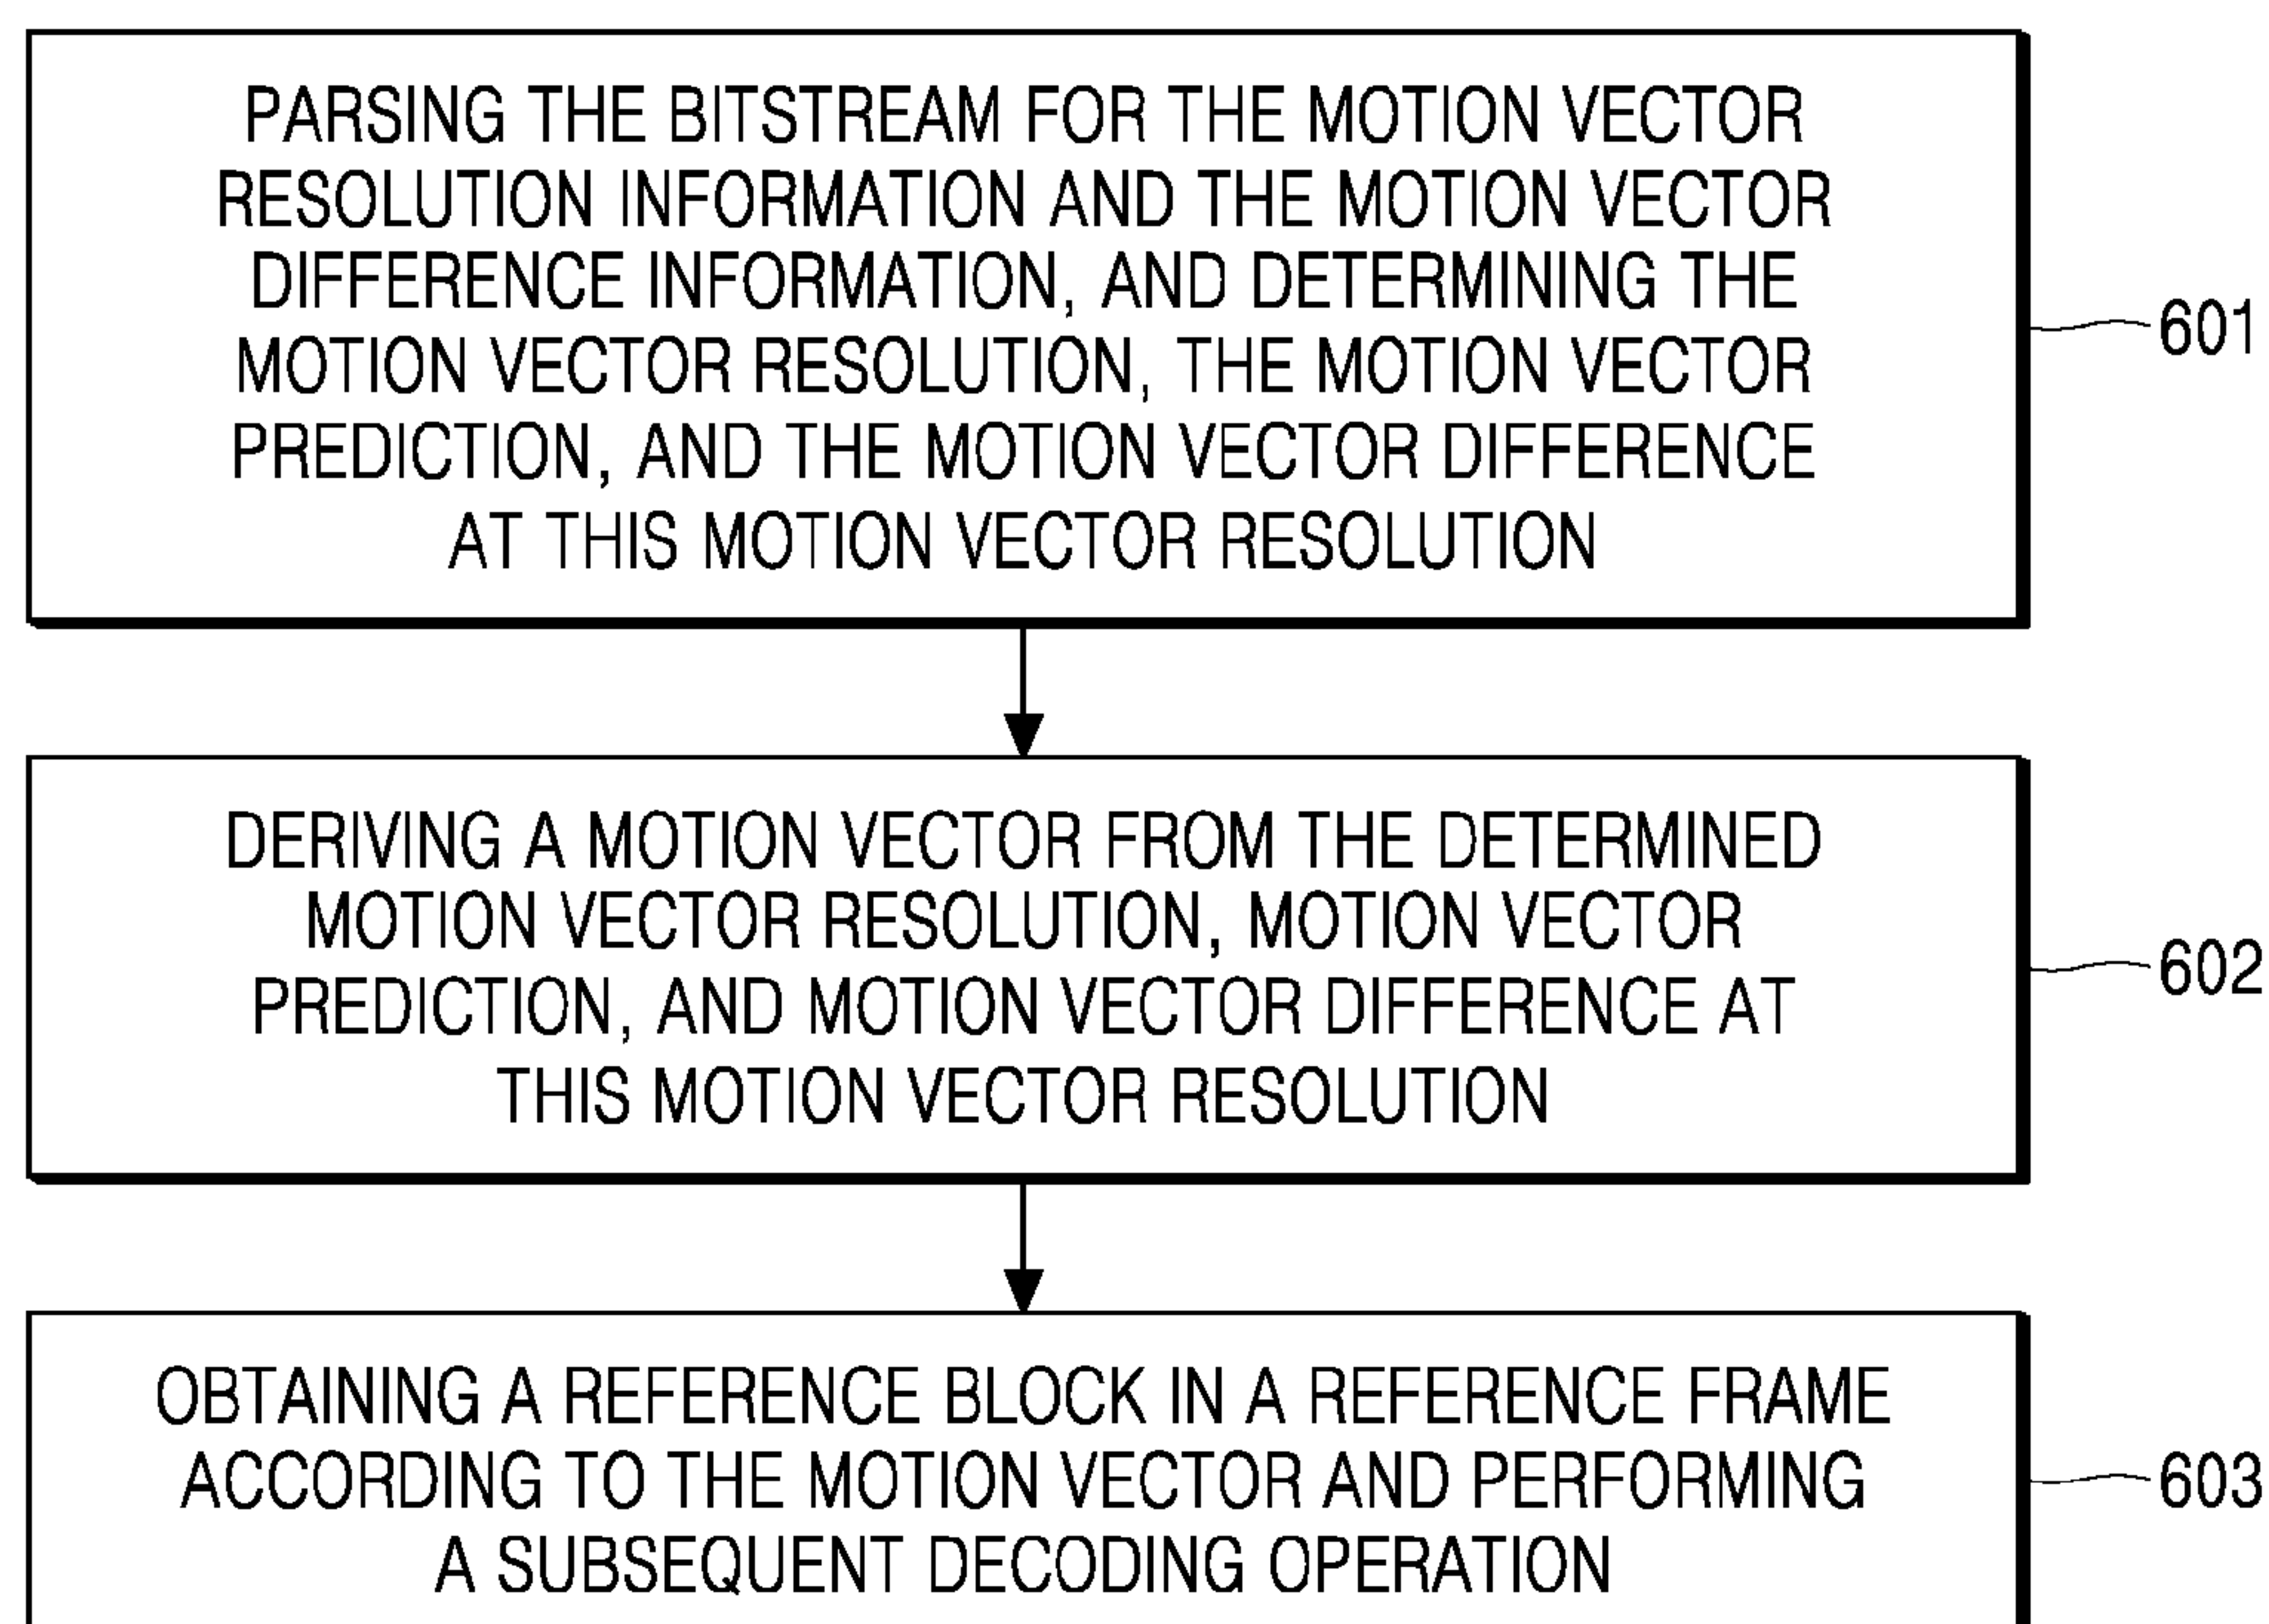 PARSING THE BITSTREAM FOR THE MOTION VECTOR
RESOLUTION INFORMATION AND THE MOTION VECTOR
DIFFERENCE INFORMATION, AND DETERMINING THE
MOTION VECTOR RESOLUTION, THE MOTION VECTOR
PREDICTION, AND THE MOTION VECTOR DIFFERENCE
AT THIS MOTION VECTOR RESOLUTION
601
DERIVING A MOTION VECTOR FROM THE DETERMINED
MOTION VECTOR RESOLUTION, MOTION VECTOR
PREDICTION, AND MOTION VECTOR DIFFERENCE AT
THIS MOTION VECTOR RESOLUTION
602
OBTAINING A REFERENCE BLOCK IN A REFERENCE FRAME
ACCORDING TO THE MOTION VECTOR AND PERFORMING
A SUBSEQUENT DECODING OPERATION
603